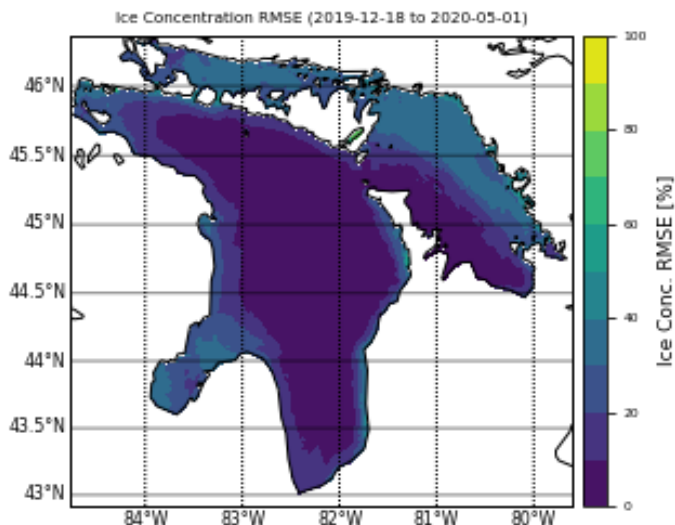 Ice Concentration RMSE (2019-12-18 to 2020-05-01)
46°N
45.5°N
45°N
44.5°N
44°N
43.5°N
43°N
84°W
83°W
82°W
81°W
80°W
100
80
60
40
20
0
Ice Conc. RMSE [%]